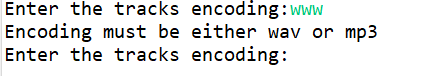 Enter the tracks encoding:www
Encoding must be either wav or mp3
Enter the tracks encoding: